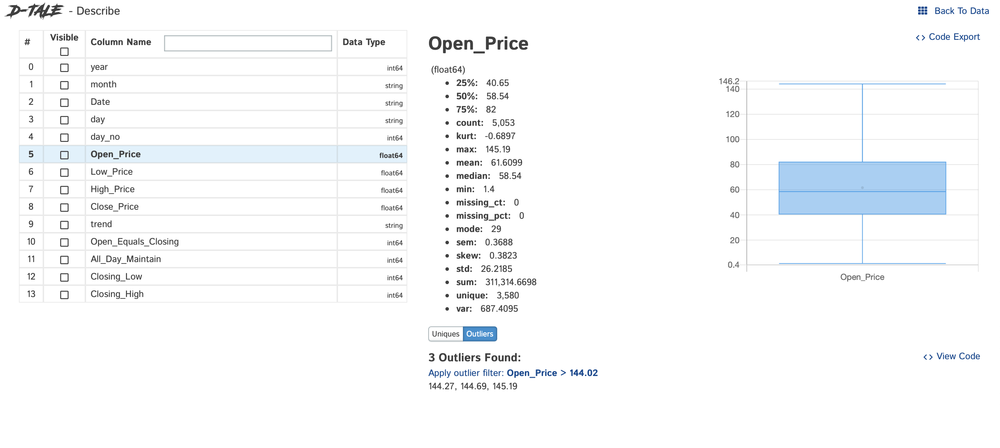 D-TALE - Describe
Back To Data
# Visible Column Name Data Type
0 year int64
1 month string
2 Date string
3 day string
4 day_no int64
5 Open_Price float64
6 Low_Price float64
7 High_Price float64
8 Close_Price float64
9 trend string
10 Open_Equals_Closing int64
11 All_Day_Maintain int64
12 Closing_Low int64
13 Closing_High int64
Open_Price
<> Code Export
(float64)
• 25%: 40.65
• 50%: 58.54
• 75%: 82
• count: 5,053
• kurt: -0.6897
• max: 145.19
• mean: 61.6099
• median: 58.54
• min: 1.4
• missing_ct: 0
• missing_pct: 0
• mode: 29
• sem: 0.3688
• skew: 0.3823
• std: 26.2185
• sum: 311,314.6698
• unique: 3,580
• var: 687.4095
146.2
140
120
100
80
60
40
20
0.4
Open_Price
Uniques Outliers
3 Outliers Found:
<> View Code
Apply outlier filter: Open_Price > 144.02
144.27, 144.69, 145.19